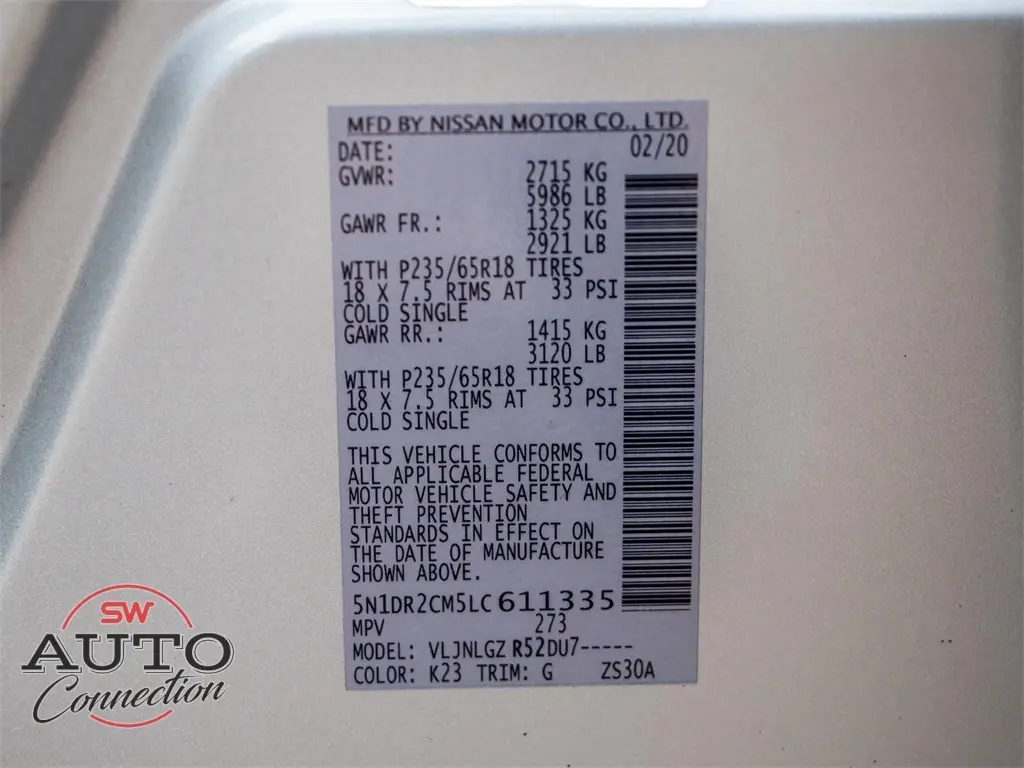 MFD BY NISSAN MOTOR CO., LTD.
DATE: 02/20
GVWR: 2715 KG
5986 LB
GAWR FR.: 1325 KG
2921 LB
WITH P235/65R18 TIRES
18 X 7.5 RIMS AT 33 PSI
COLD SINGLE
GAWR RR.: 1415 KG
3120 LB
WITH P235/65R18 TIRES
18 X 7.5 RIMS AT 33 PSI
COLD SINGLE
THIS VEHICLE CONFORMS TO
ALL APPLICABLE FEDERAL
MOTOR VEHICLE SAFETY AND
THEFT PREVENTION
STANDARDS IN EFFECT ON
THE DATE OF MANUFACTURE
SHOWN ABOVE.
5N1DR2CM5LC611335
MPV 273
MODEL: VLJNLGZ R52DU7-----
COLOR: K23 TRIM: G ZS30A
SW
AUTO
Connection